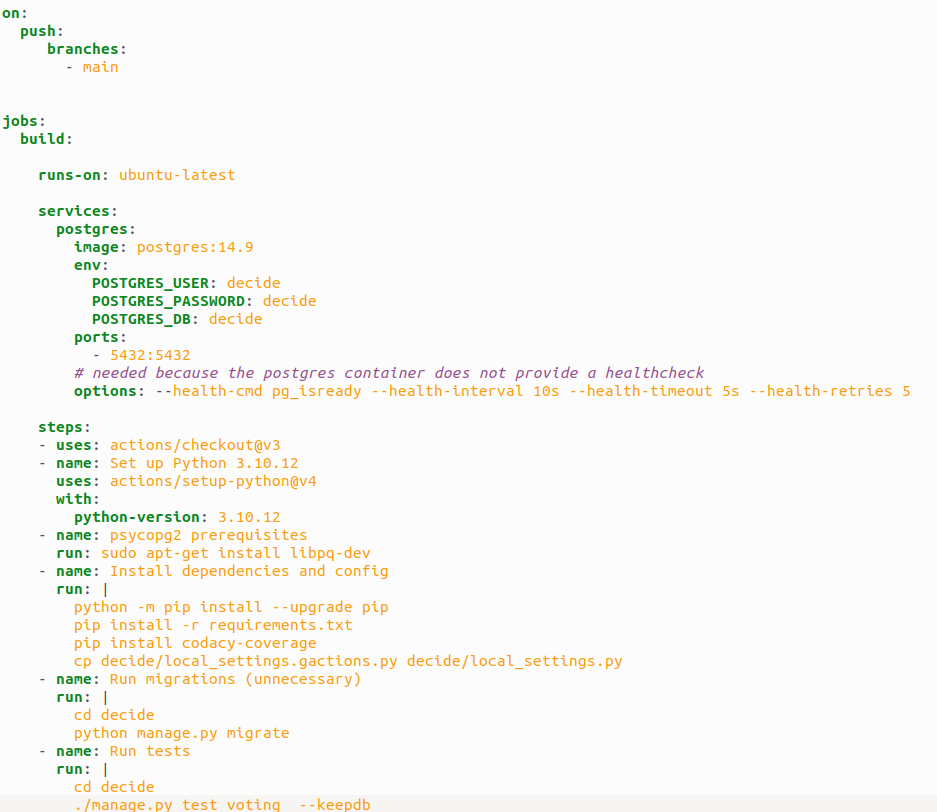 on:
  push:
     branches:
       - main
jobs:
  build:
    runs-on: ubuntu-latest
    services:
      postgres:
        image: postgres:14.9
        env:
          POSTGRES_USER: decide
          POSTGRES_PASSWORD: decide
          POSTGRES_DB: decide
        ports:
          - 5432:5432
        # needed because the postgres container does not provide a healthcheck
        options: --health-cmd pg_isready --health-interval 10s --health-timeout 5s --health-retries 5
    steps:
    - uses: actions/checkout@v3
    - name: Set up Python 3.10.12
      uses: actions/setup-python@v4
      with:
        python-version: 3.10.12
    - name: psycopg2 prerequisites
      run: sudo apt-get install libpq-dev
    - name: Install dependencies and config
      run: |
        python -m pip install --upgrade pip
        pip install -r requirements.txt
        pip install codacy-coverage
        cp decide/local_settings.gactions.py decide/local_settings.py
    - name: Run migrations (unnecessary)
      run: |
        cd decide
        python manage.py migrate
    - name: Run tests
      run: |
        cd decide
        ./manage.py test voting  --keepdb